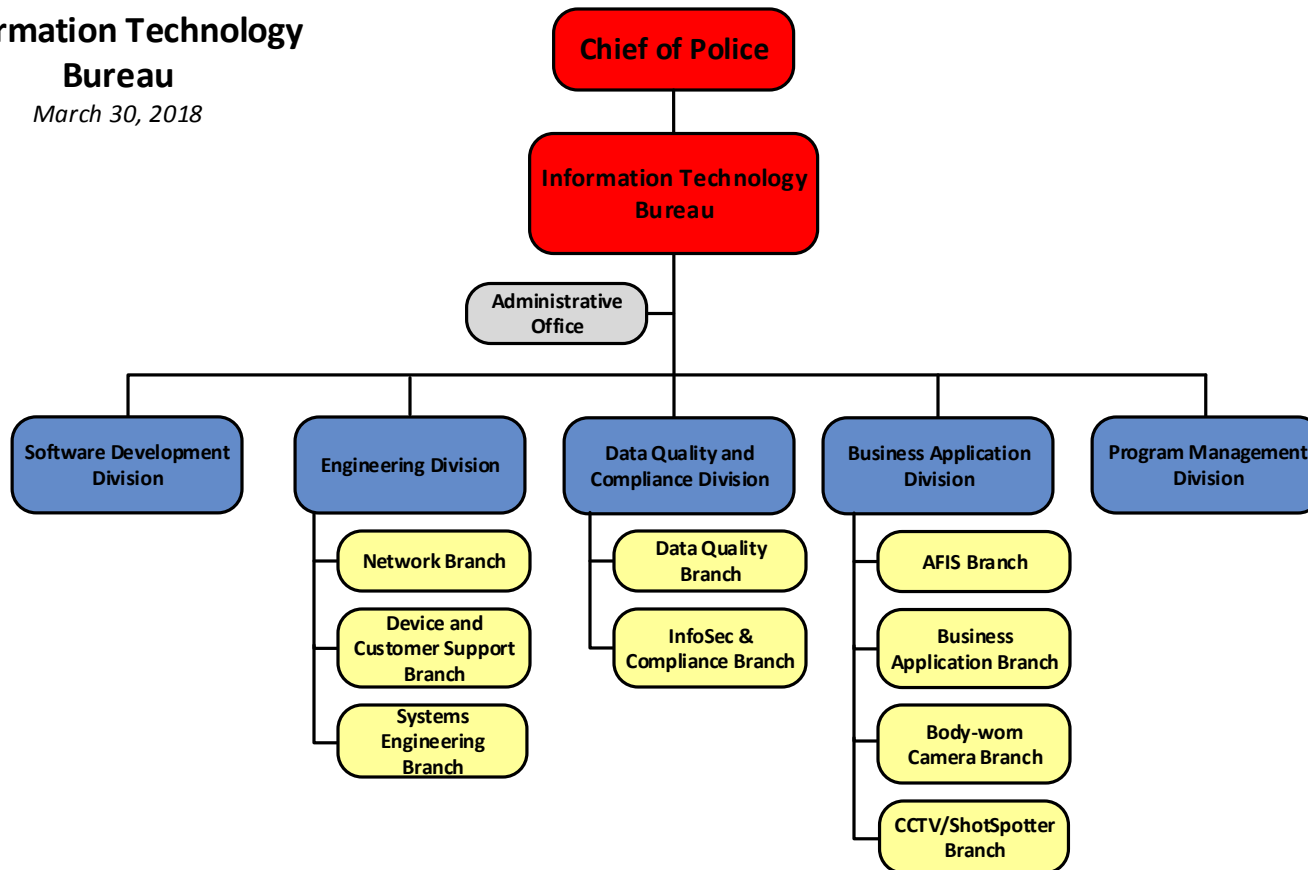 rmation Technology
Bureau
March 30, 2018
Chief of Police
Information Technology
Bureau
Administrative
Office
Software Development
Division
Engineering Division
Data Quality and
Compliance Division
Business Application
Division
Program Management
Division
Network Branch
Device and
Customer Support
Branch
Systems
Engineering
Branch
Data Quality
Branch
InfoSec &
Compliance Branch
AFIS Branch
Business
Application Branch
Body-worn
Camera Branch
CCTV/ShotSpotter
Branch